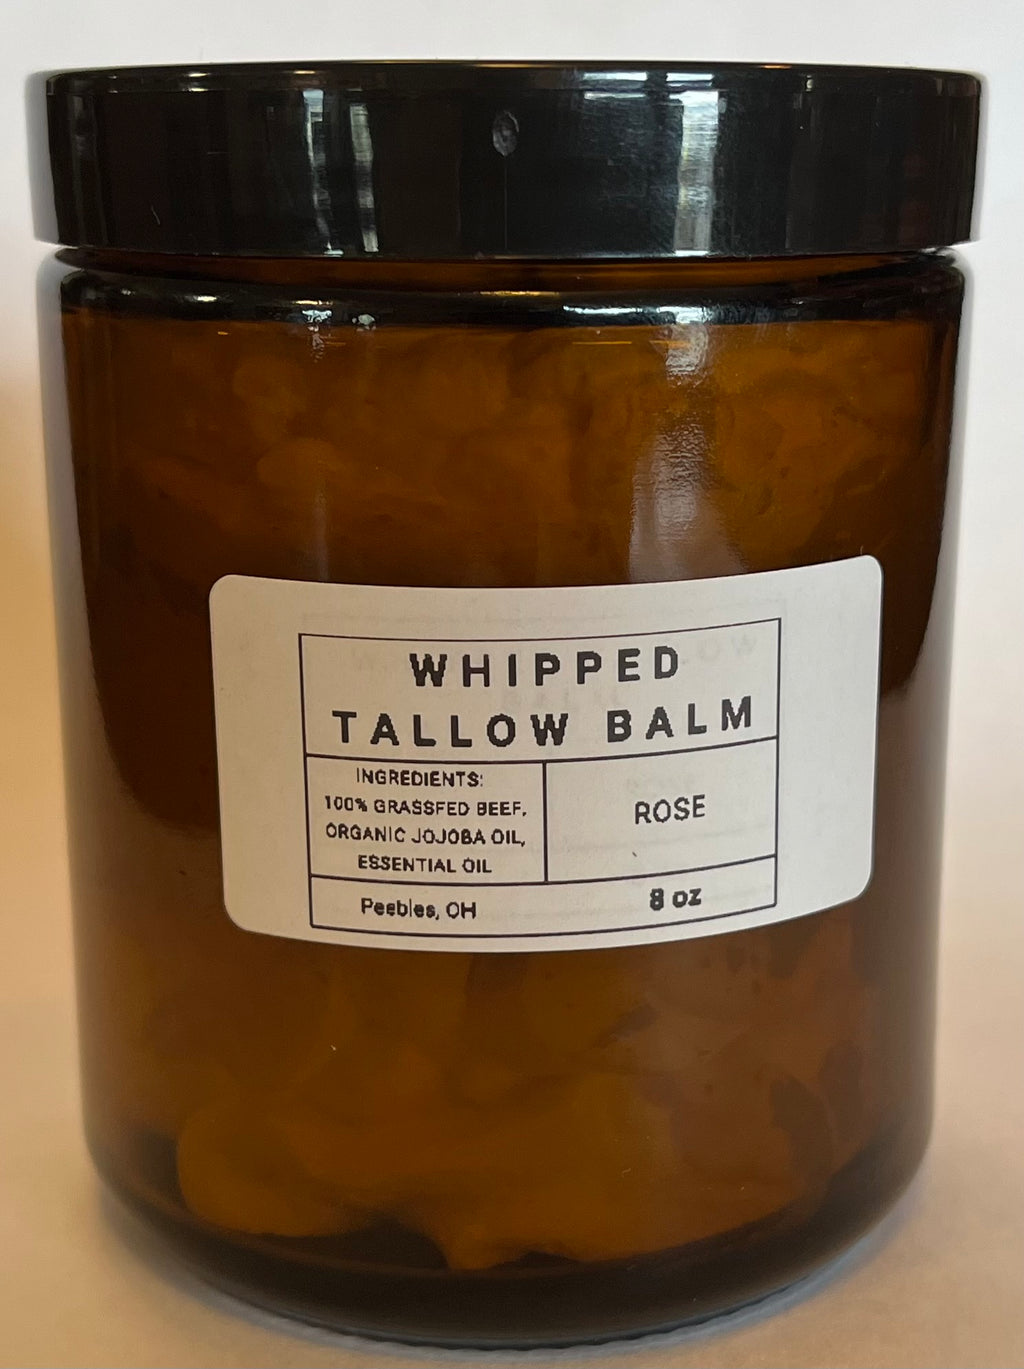 WHIPPED
TALLOW BALM
INGREDIENTS:
100% GRASSFED BEEF,
ORGANIC JOJOBA OIL,
ESSENTIAL OIL
ROSE
Peebles, OH
8 oz